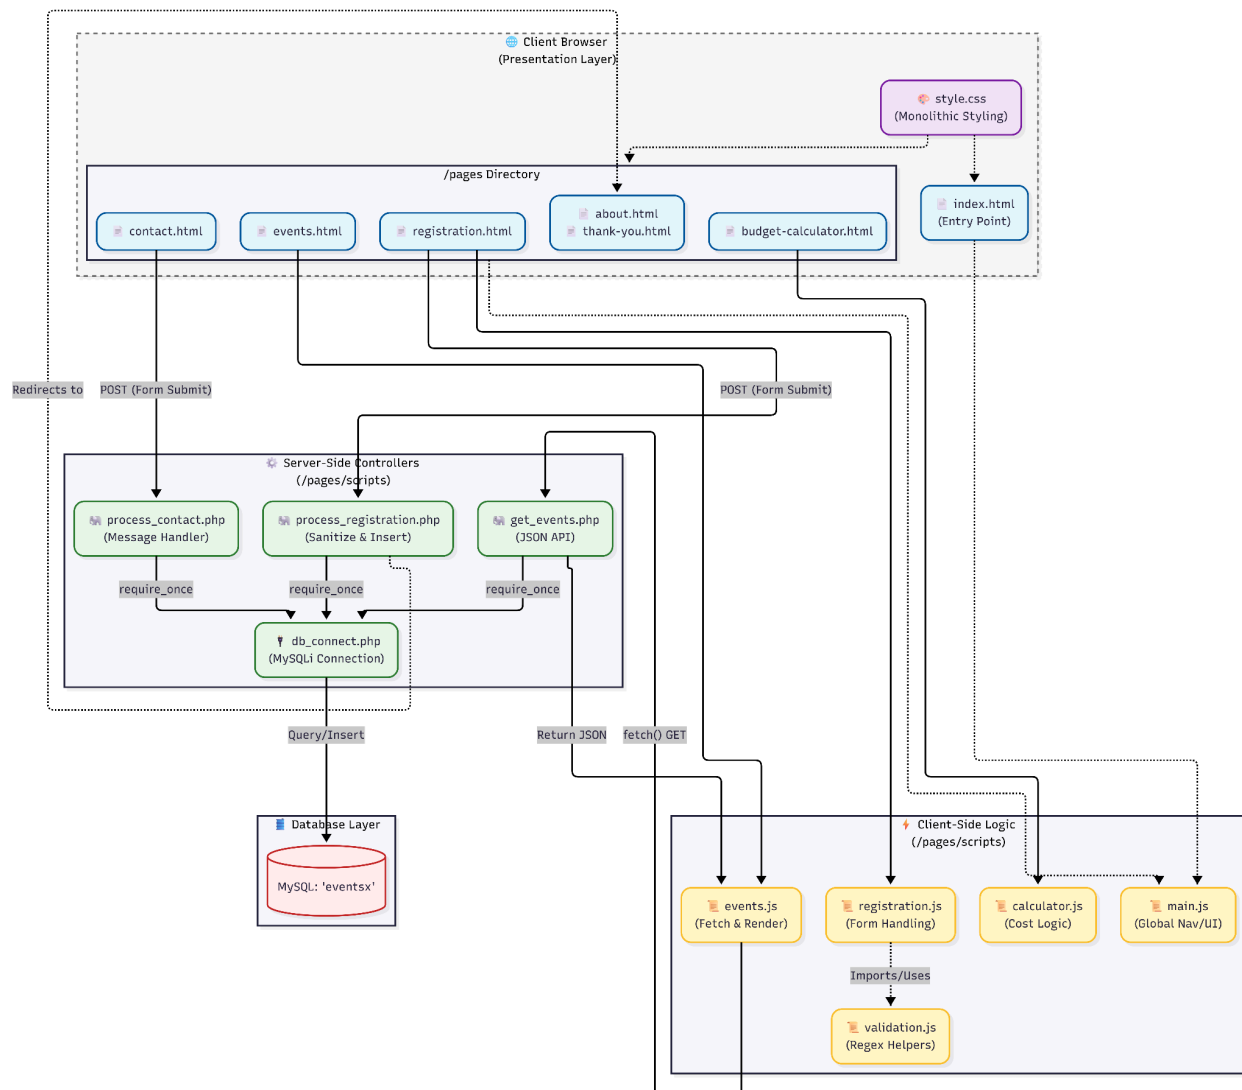 Client Browser
(Presentation Layer)
style.css
(Monolithic Styling)
/pages Directory
contact.html
events.html
registration.html
about.html
thank-you.html
budget-calculator.html
index.html
(Entry Point)
Redirects to
POST (Form Submit)
POST (Form Submit)
Server-Side Controllers
(/pages/scripts)
process_contact.php
(Message Handler)
process_registration.php
(Sanitize & Insert)
get_events.php
(JSON API)
require_once
require_once
require_once
db_connect.php
(MySQLi Connection)
Query/Insert
Return JSON
fetch() GET
Database Layer
MySQL: 'eventsx'
Client-Side Logic
(/pages/scripts)
events.js
(Fetch & Render)
registration.js
(Form Handling)
calculator.js
(Cost Logic)
main.js
(Global Nav/UI)
Imports/Uses
validation.js
(Regex Helpers)